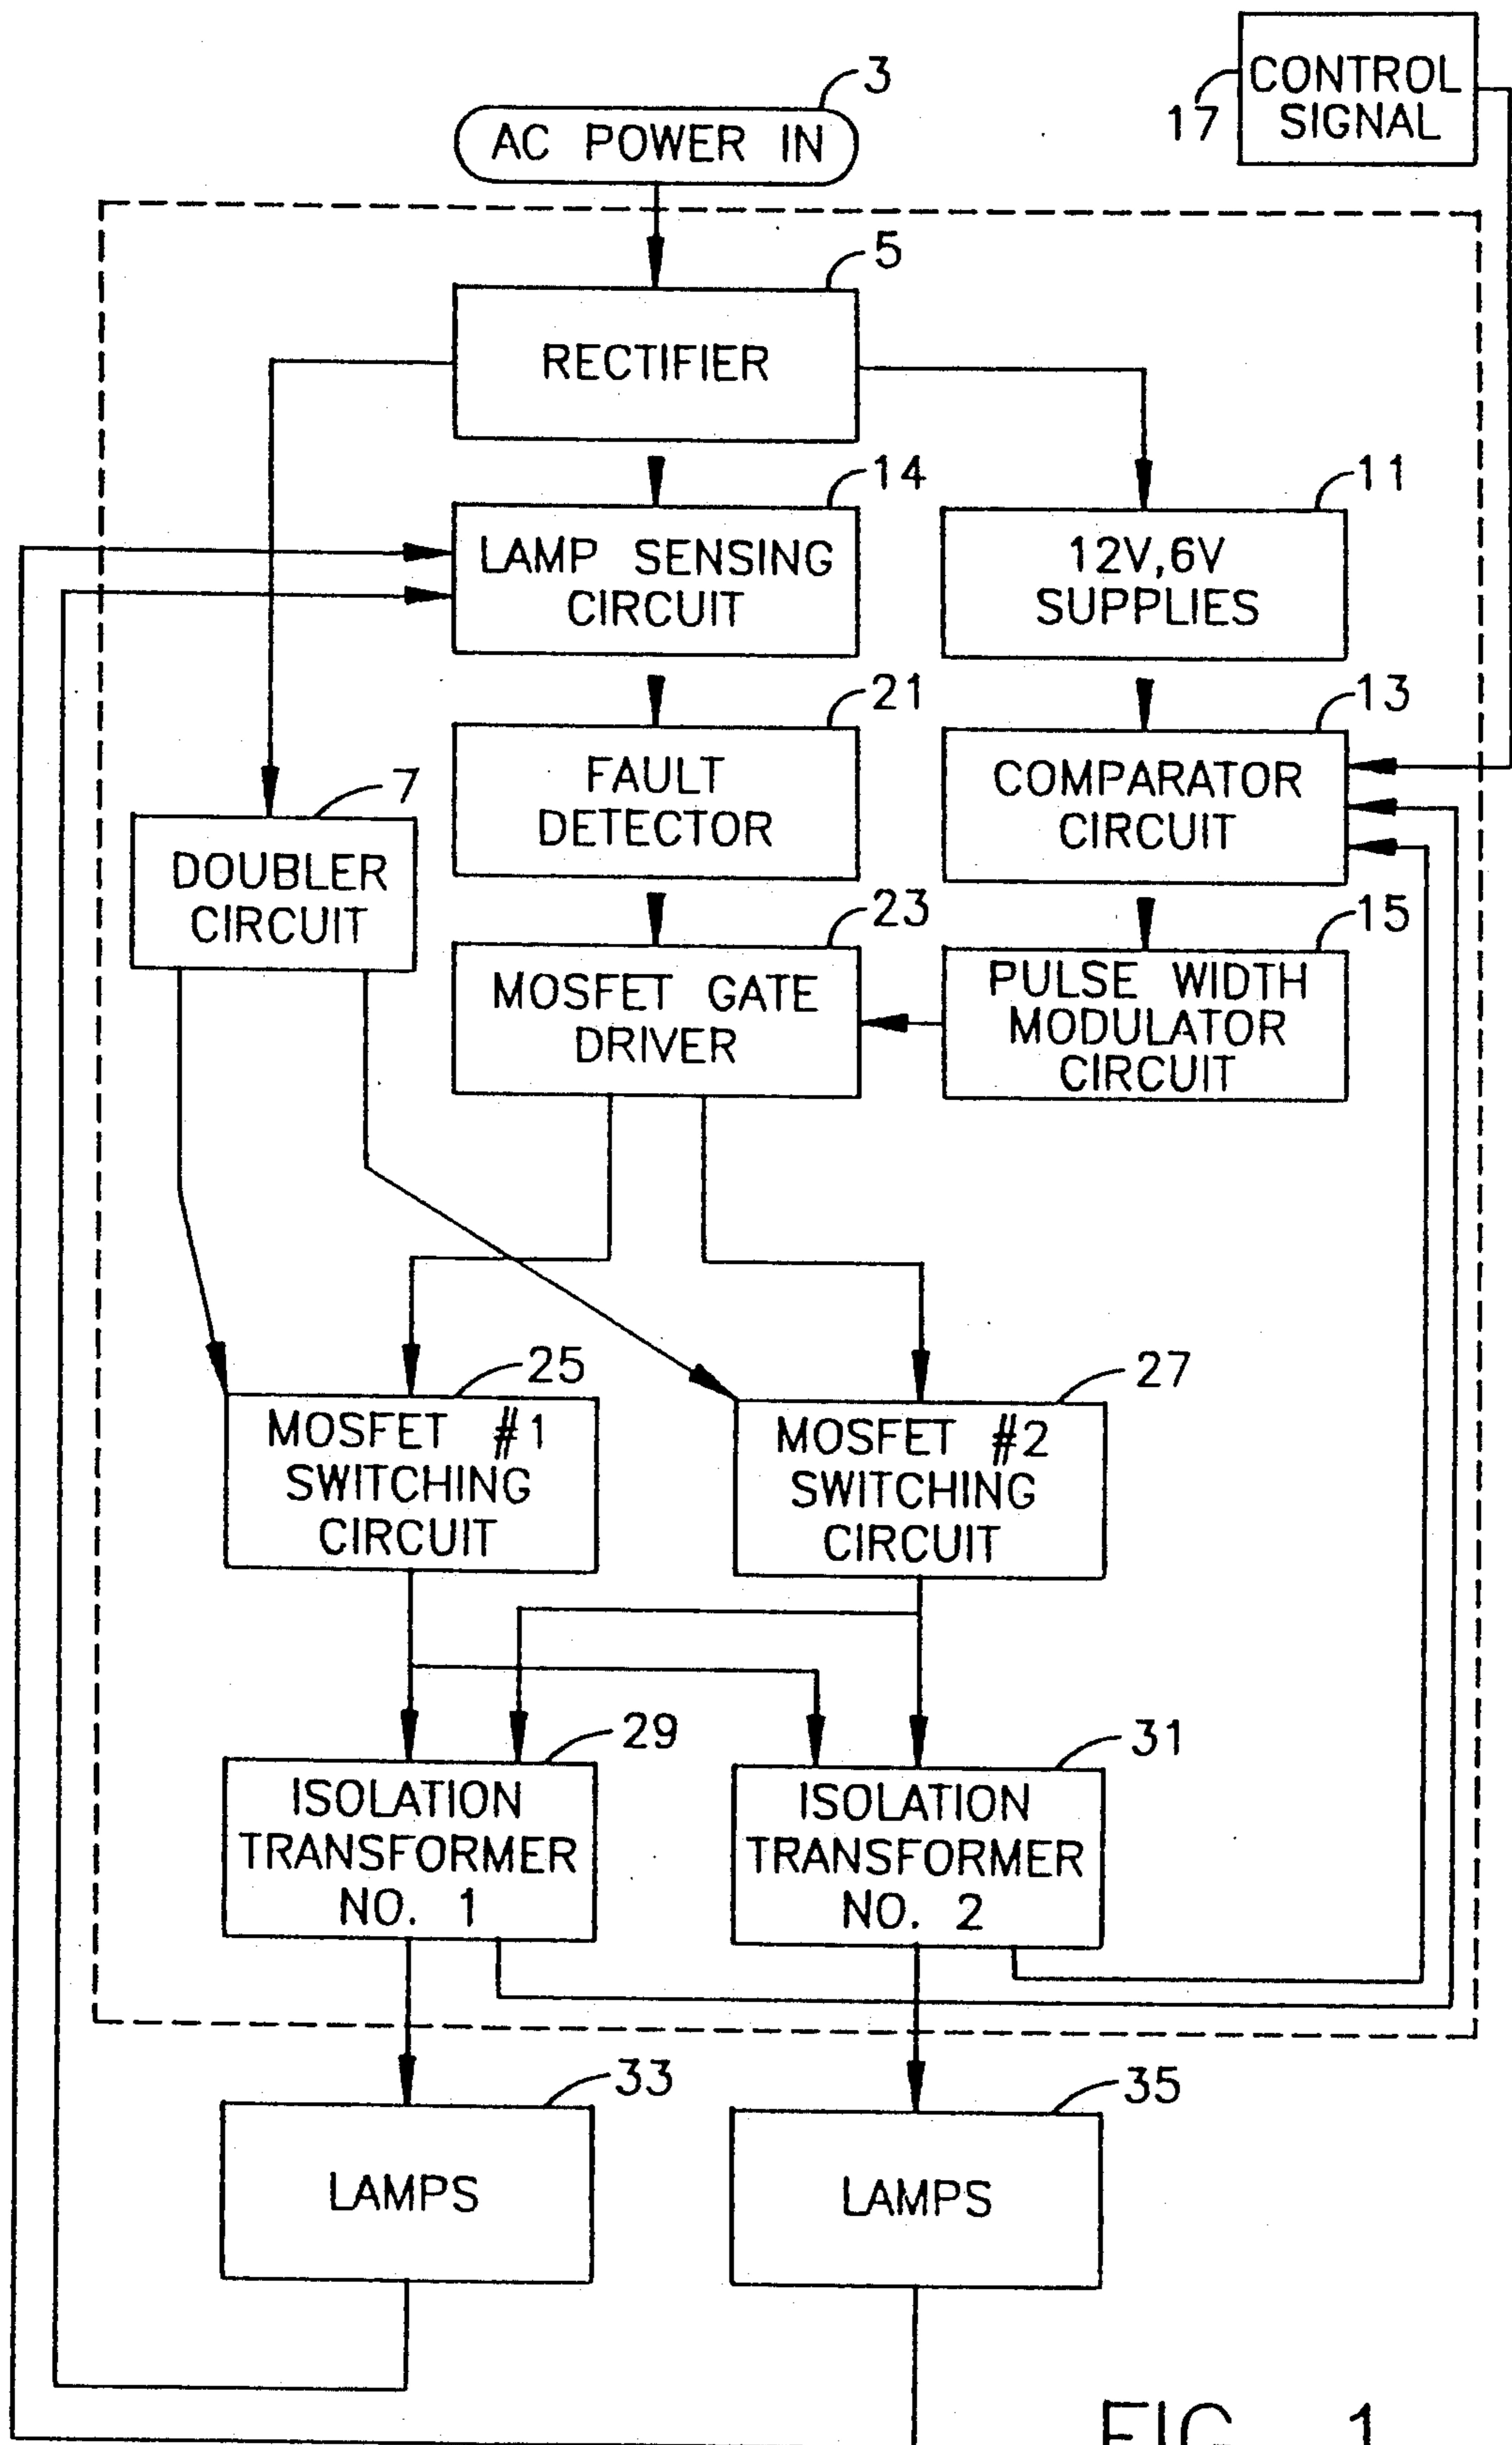 3
AC POWER IN
CONTROL
SIGNAL
17
5
RECTIFIER
14
LAMP SENSING
CIRCUIT
11
12V,6V
SUPPLIES
21
FAULT
DETECTOR
13
COMPARATOR
CIRCUIT
7
DOUBLER
CIRCUIT
23
MOSFET GATE
DRIVER
15
PULSE WIDTH
MODULATOR
CIRCUIT
25
MOSFET #1
SWITCHING
CIRCUIT
27
MOSFET #2
SWITCHING
CIRCUIT
29
ISOLATION
TRANSFORMER
NO. 1
31
ISOLATION
TRANSFORMER
NO. 2
33
LAMPS
35
LAMPS
FIG. 1